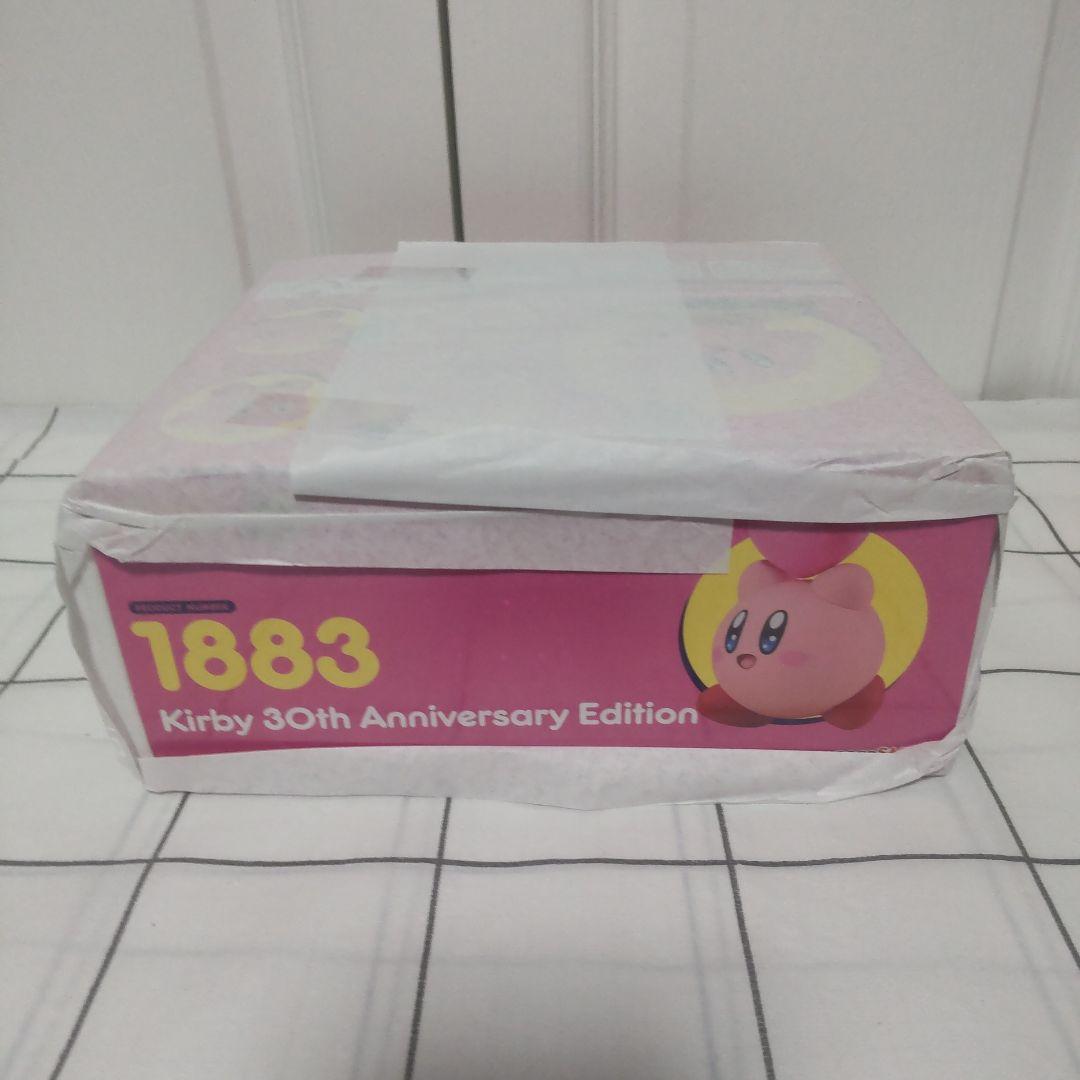 PRODUCT NUMBER
1883
Kirby 30th Anniversary Edition